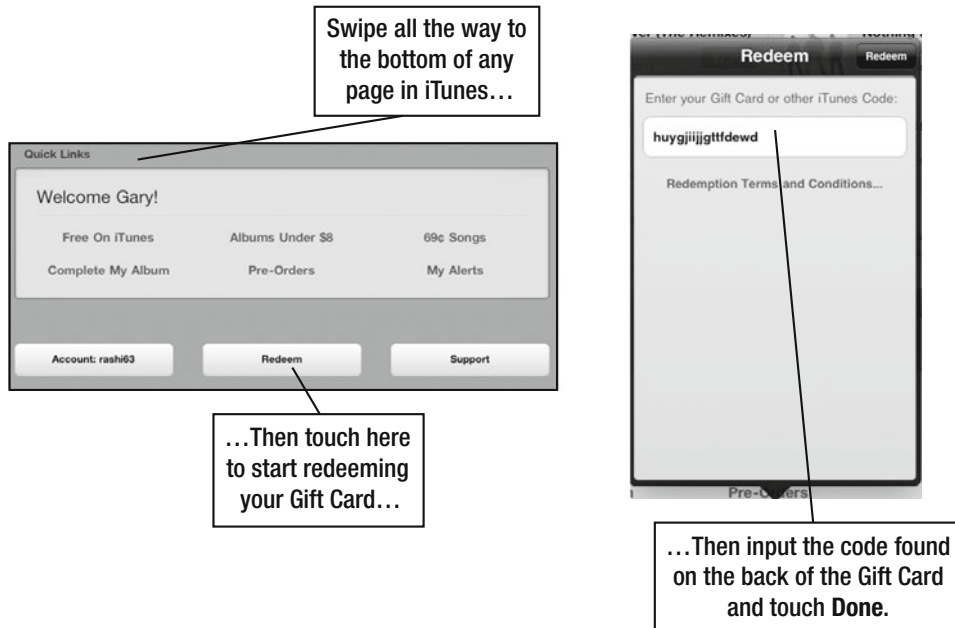 Swipe all the way to
the bottom of any
page in iTunes…
Quick Links
Welcome Gary!
Free On iTunes Albums Under $8 69¢ Songs
Complete My Album Pre-Orders My Alerts
Account: rashi63 Redeem Support
…Then touch here
to start redeeming
your Gift Card…
(The Remixes) Nothing
Redeem Redeem
Enter your Gift Card or other iTunes Code:
huygjiijjgttfdewd
Redemption Terms and Conditions...
Pre-Orders
…Then input the code found
on the back of the Gift Card
and touch Done.